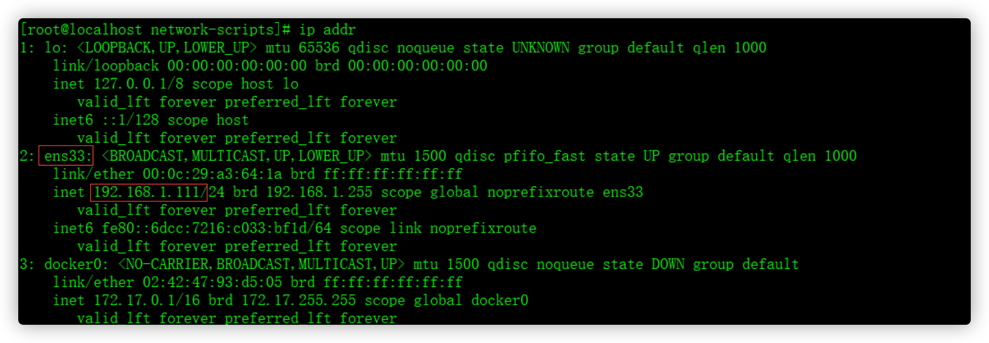 [root@localhost network-scripts]# ip addr
1: lo: <LOOPBACK,UP,LOWER_UP> mtu 65536 qdisc noqueue state UNKNOWN group default qlen 1000
link/loopback 00:00:00:00:00:00 brd 00:00:00:00:00:00
inet 127.0.0.1/8 scope host lo
valid_lft forever preferred_lft forever
inet6 ::1/128 scope host
valid_lft forever preferred_lft forever
2: ens33: <BROADCAST,MULTICAST,UP,LOWER_UP> mtu 1500 qdisc pfifo_fast state UP group default qlen 1000
link/ether 00:0c:29:a3:64:1a brd ff:ff:ff:ff:ff:ff
inet 192.168.1.111/24 brd 192.168.1.255 scope global noprefixroute ens33
valid_lft forever preferred_lft forever
inet6 fe80::6dcc:7216:c033:bf1d/64 scope link noprefixroute
valid_lft forever preferred_lft forever
3: docker0: <NO-CARRIER,BROADCAST,MULTICAST,UP> mtu 1500 qdisc noqueue state DOWN group default
link/ether 02:42:47:93:d5:05 brd ff:ff:ff:ff:ff:ff
inet 172.17.0.1/16 brd 172.17.255.255 scope global docker0
valid_lft forever preferred_lft forever